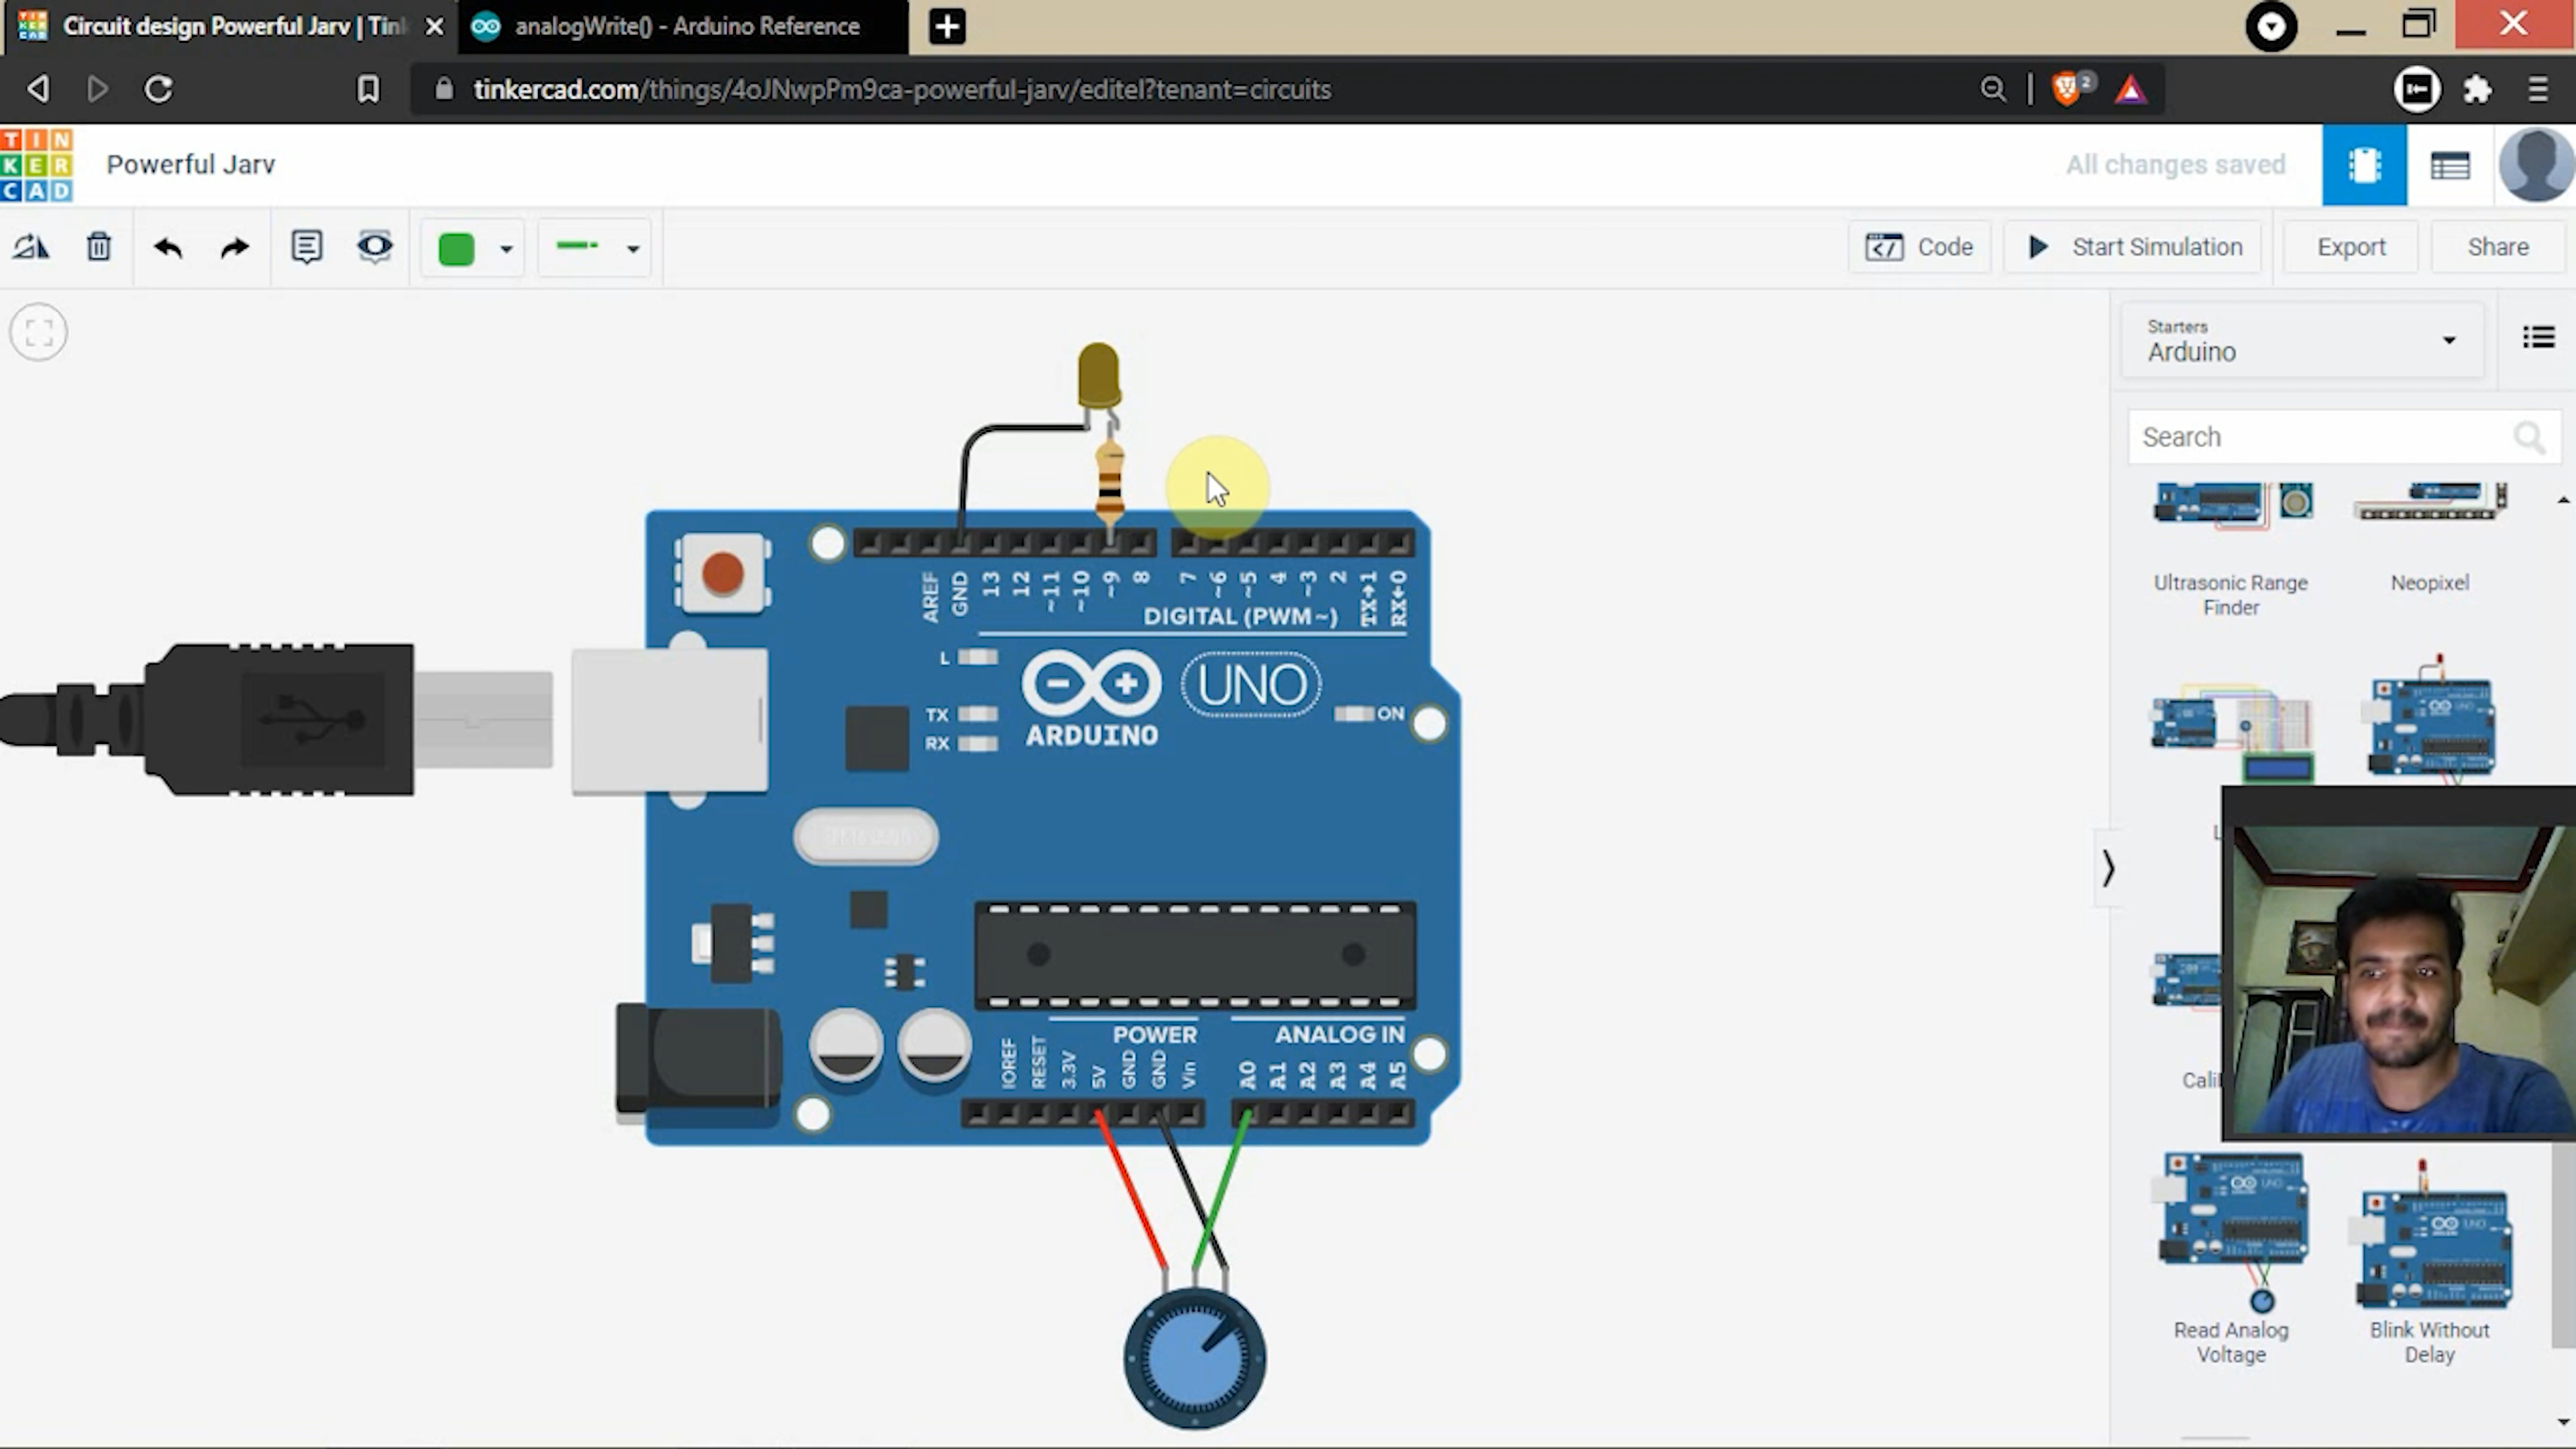 Circuit design Powerful Jarv | Tink
analogWrite() - Arduino Reference
tinkercad.com/things/4oJNwpPm9ca-powerful-jarv/editel?tenant=circuits
2
TIN
KER
CAD
Powerful Jarv
All changes saved
Code
Start Simulation
Export
Share
Starters
Arduino
Search
Ultrasonic Range
Finder
Neopixel
AREF
GND
13
12
~11
~10
~9
8
7
~6
~5
4
~3
2
TX→1
RX←0
DIGITAL (PWM~)
L
TX
RX
ARDUINO
UNO
ON
POWER
ANALOG IN
IOREF
RESET
3.3V
5V
GND
GND
Vin
A0
A1
A2
A3
A4
A5
L
Cali
Read Analog
Voltage
Blink Without
Delay